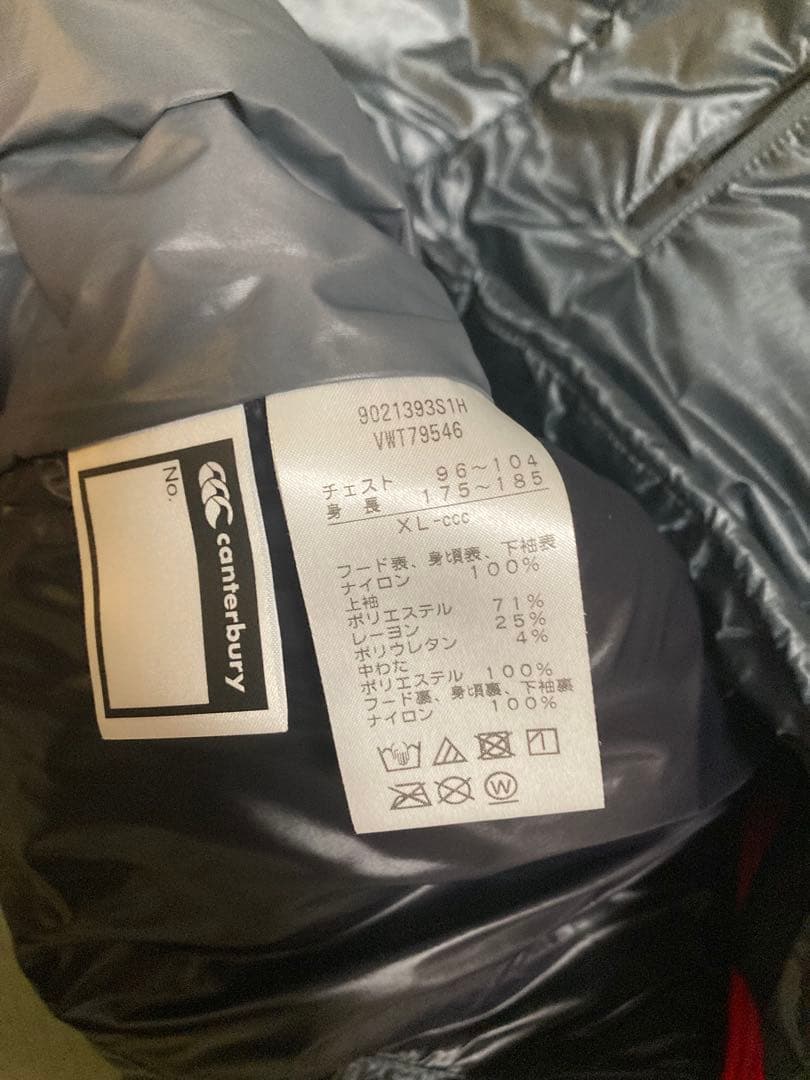 9021393S1H
VWT79546
チェスト 96～104
身長 175～185
XL-ccc
フード表、身頃表、下袖表
ナイロン 100%
上袖
ポリエステル 71%
レーヨン 25%
ポリウレタン 4%
中わた
ポリエステル 100%
フード裏、身頃裏、下袖裏
ナイロン 100%
W
No.
canterbury